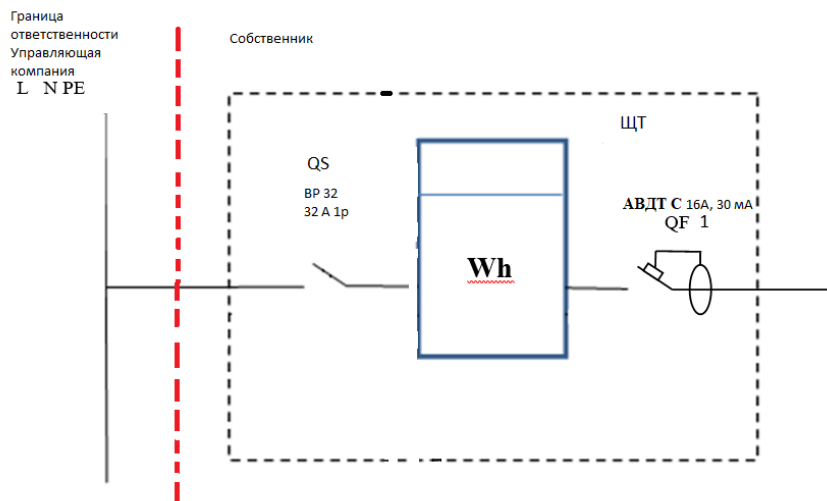 Граница
ответственности
Управляющая
компания
L N PE
Собственник
ЩТ
QS
ВР 32
32 А 1р
Wh
АВДТ С 16А, 30 мА
QF 1